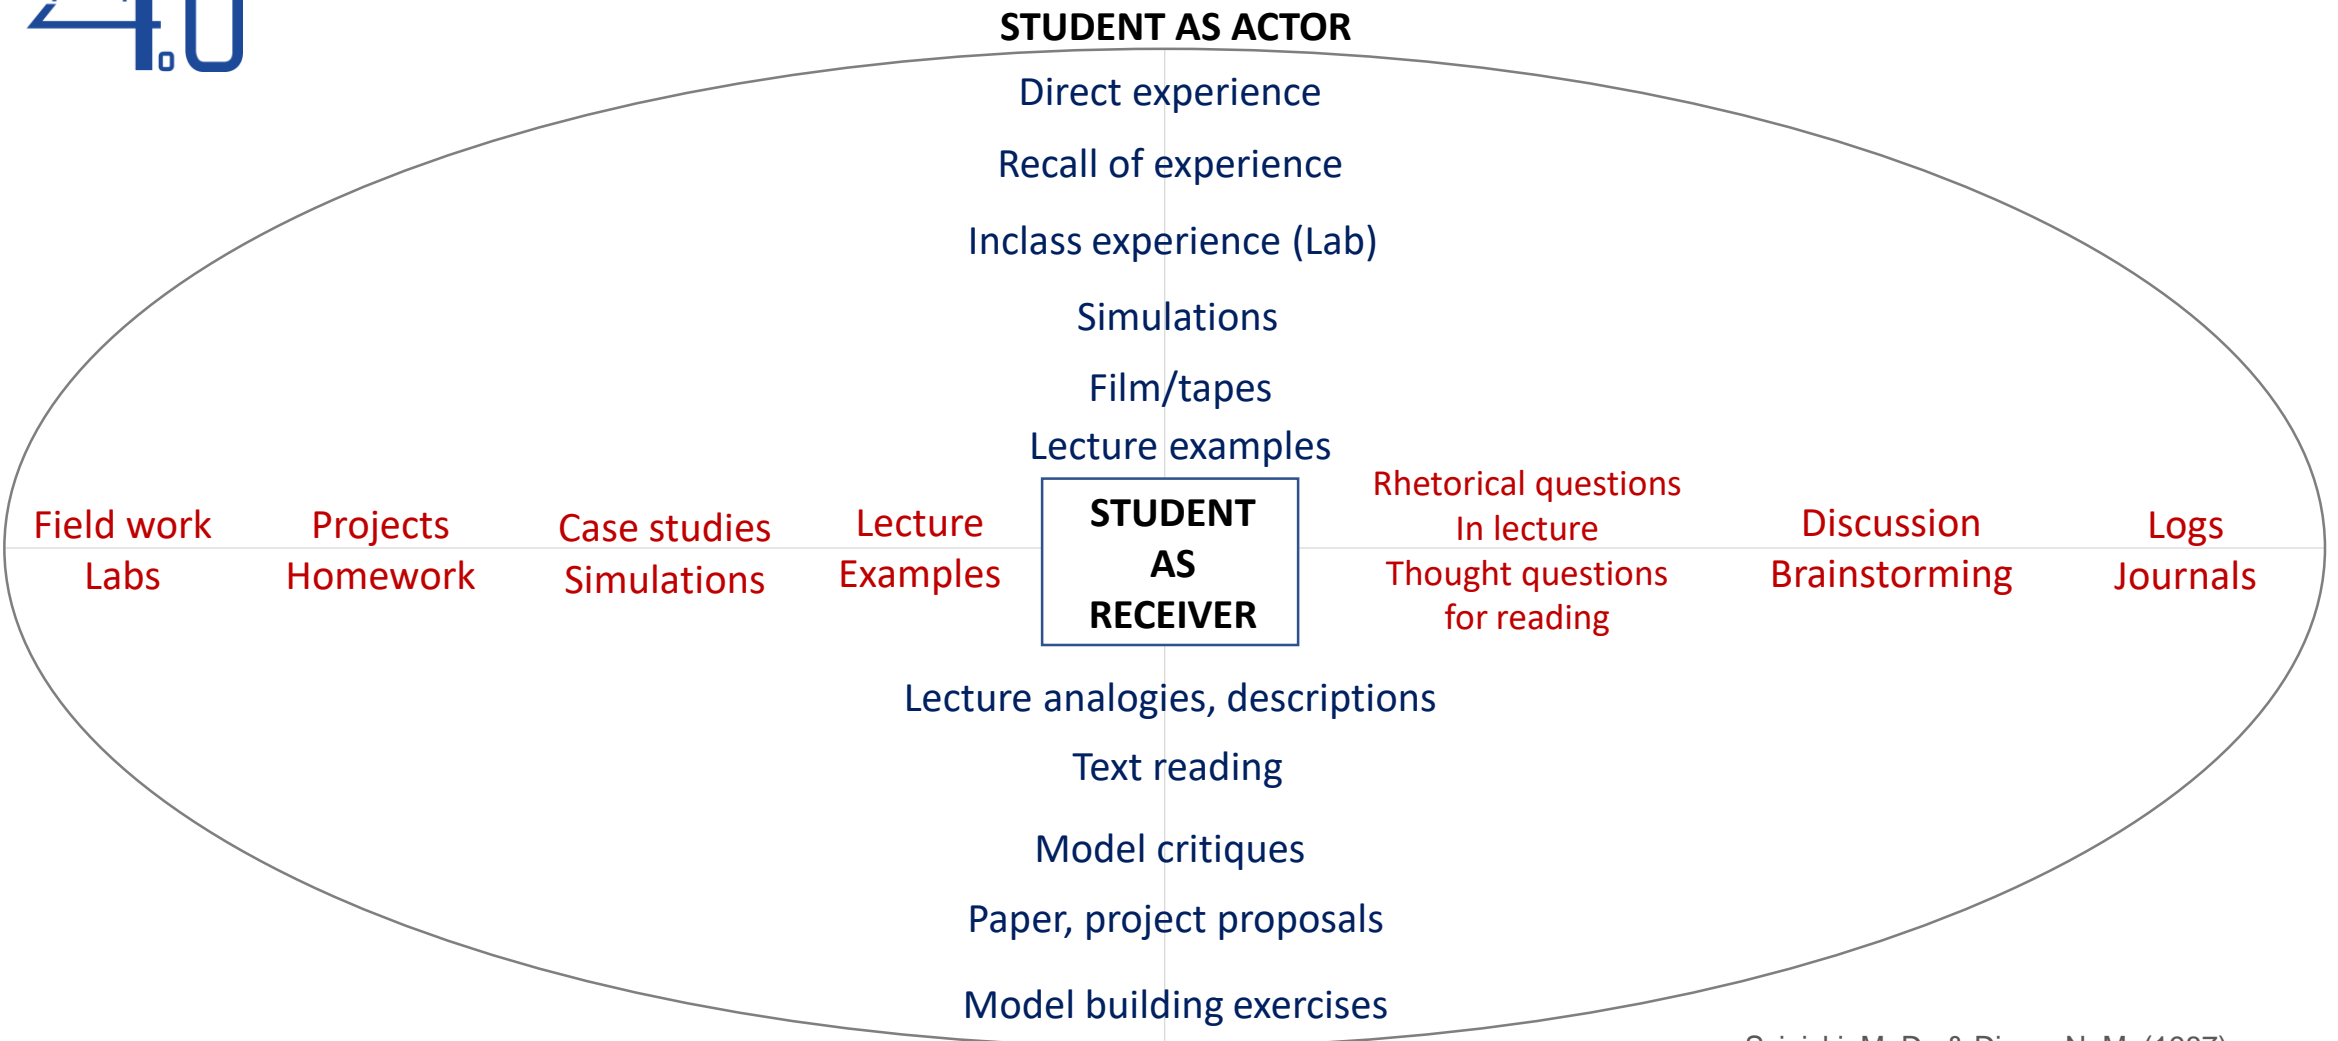 4.0
STUDENT AS ACTOR
Direct experience
Recall of experience
Inclass experience (Lab)
Simulations
Film/tapes
Lecture examples
Field work
Labs
Projects
Homework
Case studies
Simulations
Lecture
Examples
STUDENT
AS
RECEIVER
Rhetorical questions
In lecture
Thought questions
for reading
Discussion
Brainstorming
Logs
Journals
Lecture analogies, descriptions
Text reading
Model critiques
Paper, project proposals
Model building exercises
M. D., & N. M. (1987)